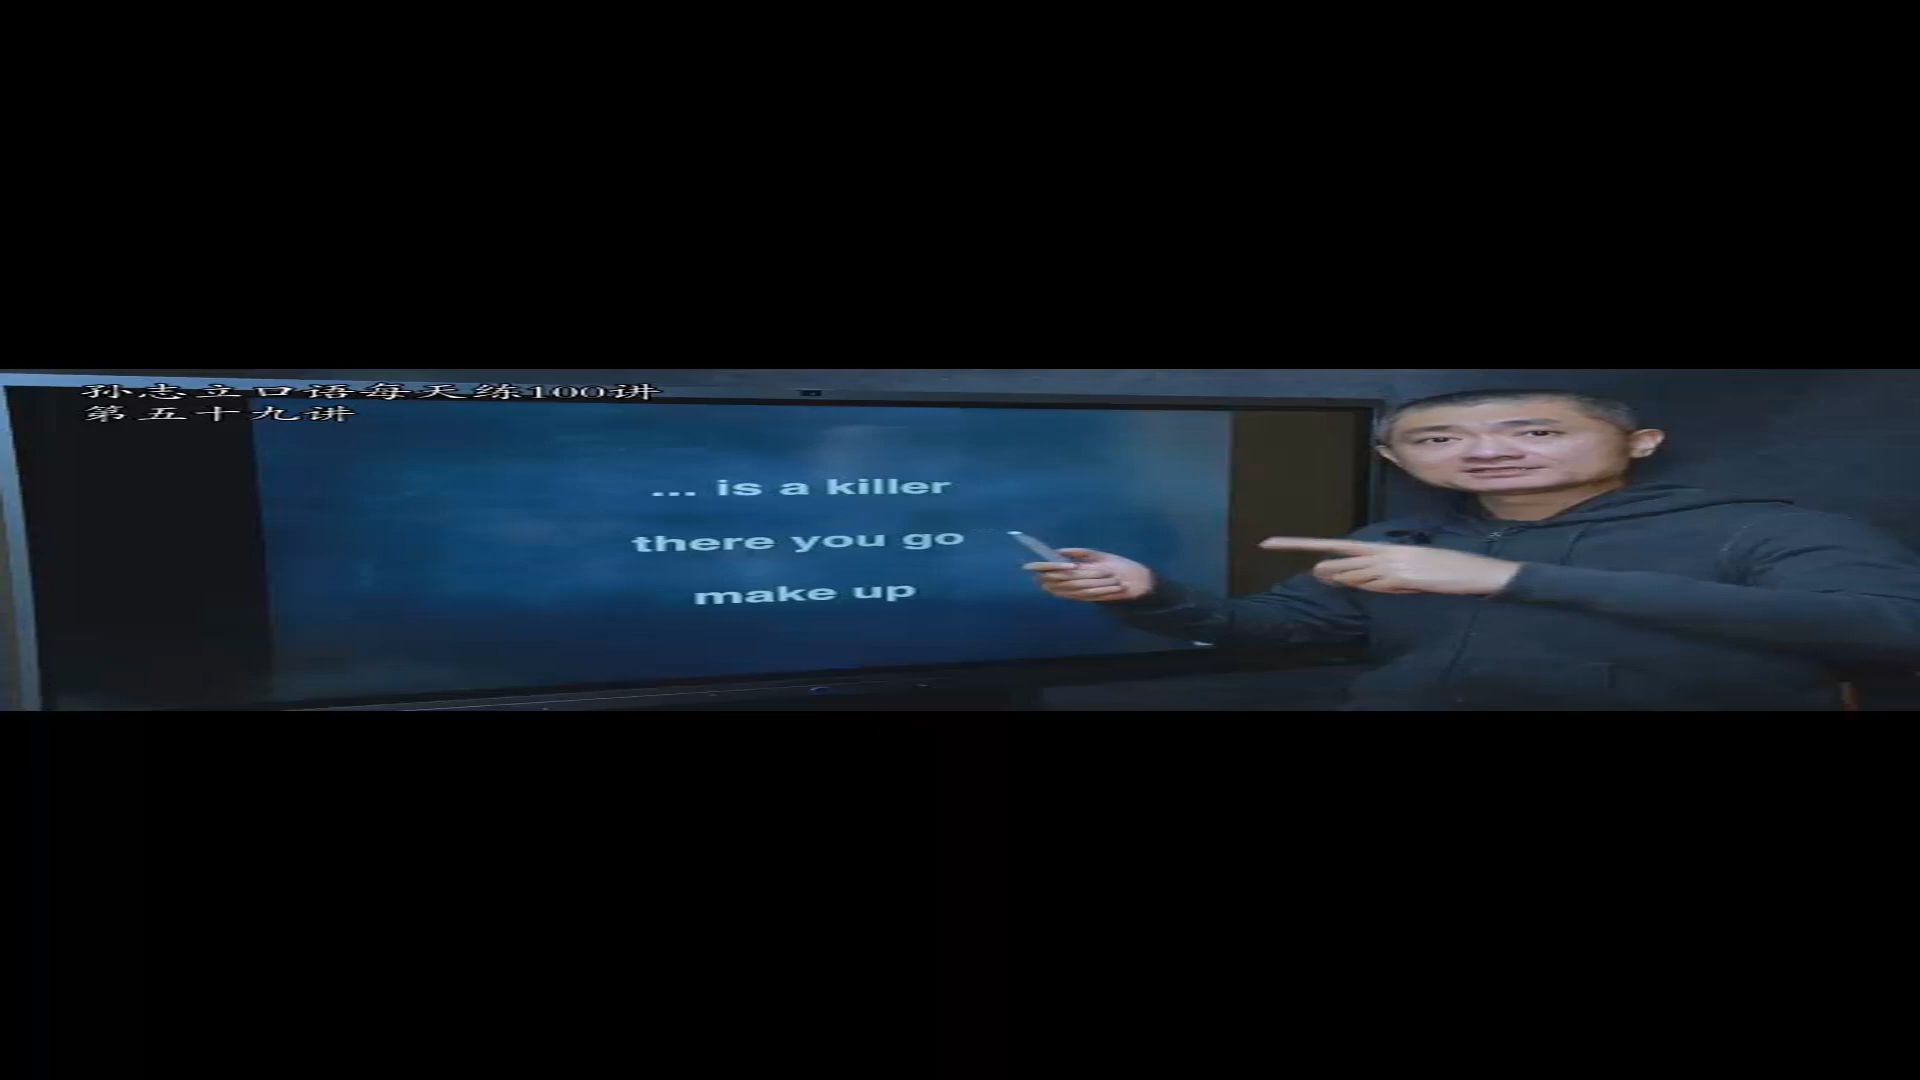 孙志立口语每天练100讲
第五十九讲
... is a killer
there you go
make up